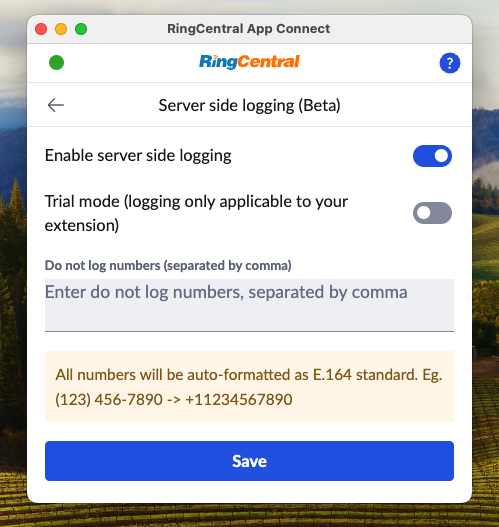 RingCentral App Connect
RingCentral
?
Server side logging (Beta)
Enable server side logging
Trial mode (logging only applicable to your
extension)
Do not log numbers (separated by comma)
Enter do not log numbers, separated by comma
All numbers will be auto-formatted as E.164 standard. Eg.
(123) 456-7890 -> +11234567890
Save